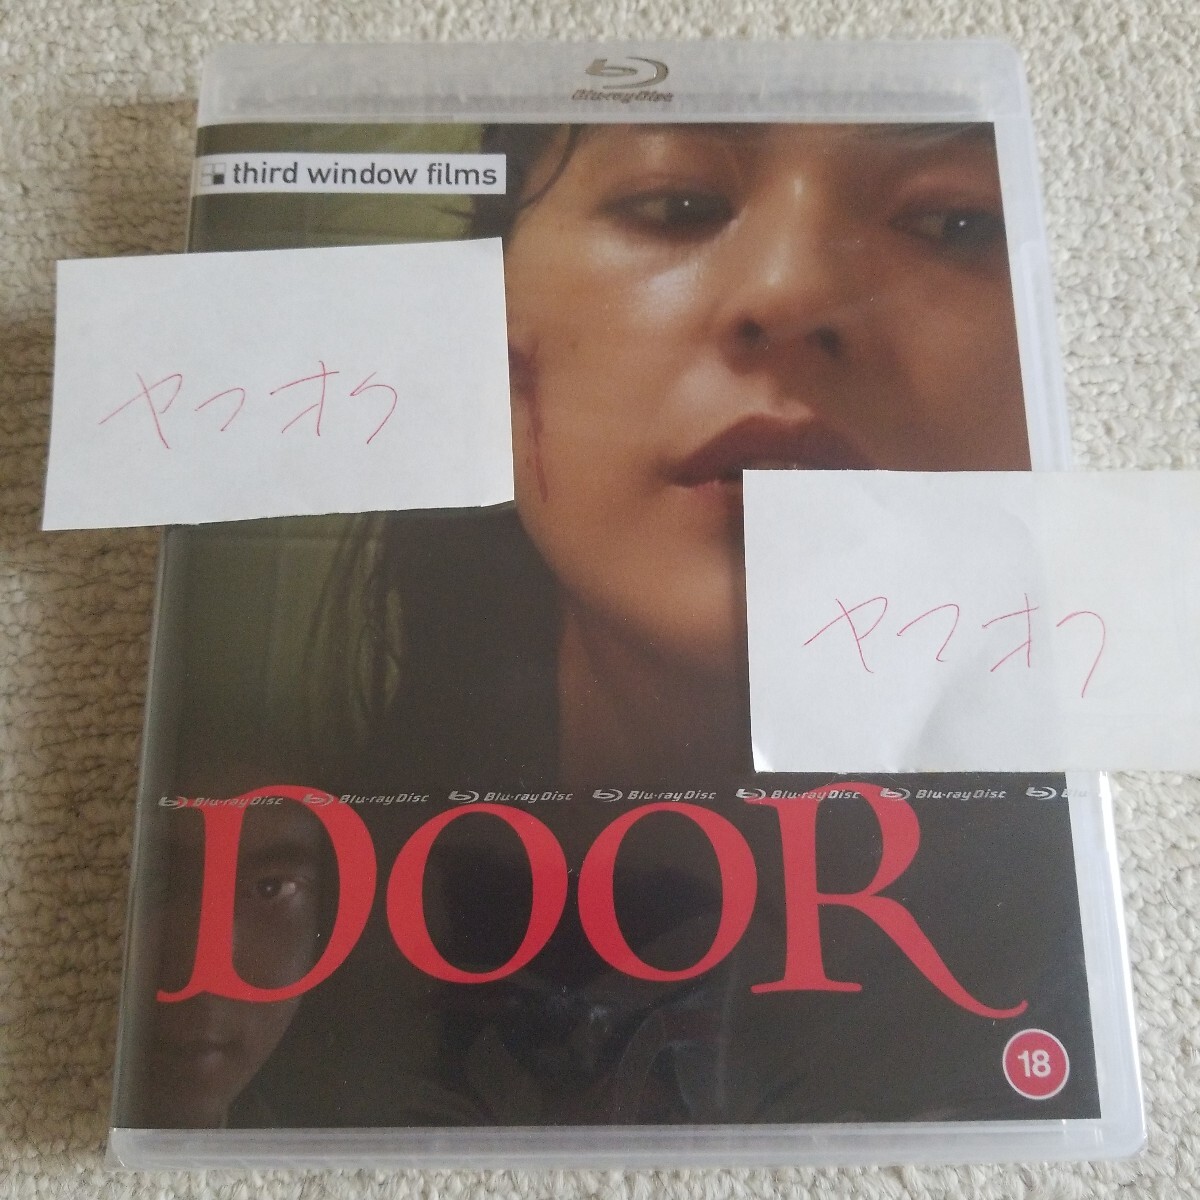 Blu-ray Disc
third window films
ヤフオク
ヤフオク
Blu-ray Disc Blu-ray Disc Blu-ray Disc Blu-ray Disc Blu-ray Disc Blu-ray Disc Blu
DOOR
18